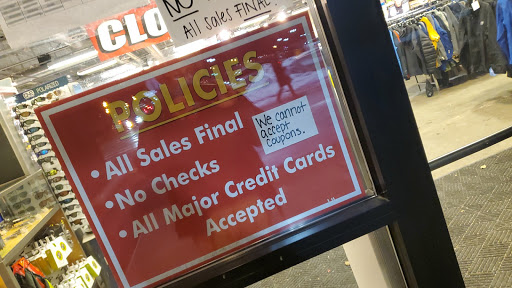 NO
All Sales FINAL
CLO
POLARIZED
POLICIES
• All Sales Final
We cannot
accept
coupons.
• No Checks
• All Major Credit Cards
Accepted